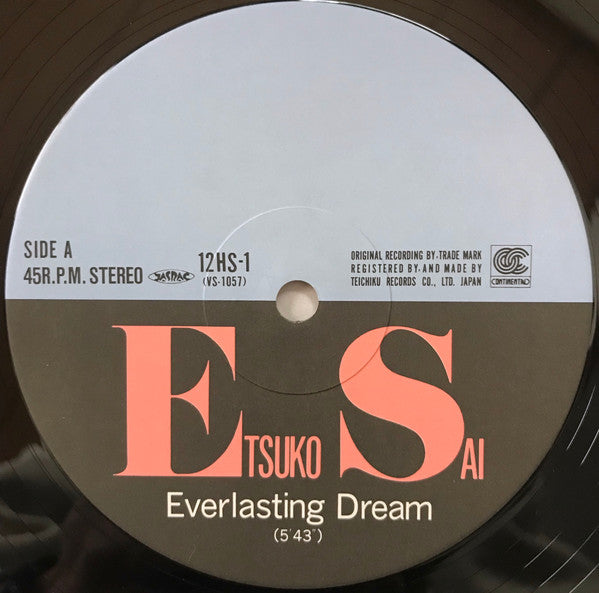 SIDE A
45R.P.M. STEREO JASRAC
12HS-1
(VS-1057)
ORIGINAL RECORDING BY-TRADE MARK
REGISTERED BY-AND MADE BY
TEICHIKU RECORDS CO., LTD. JAPAN
CONTINENTAL
ETSUKO SAI
Everlasting Dream
(5'43")